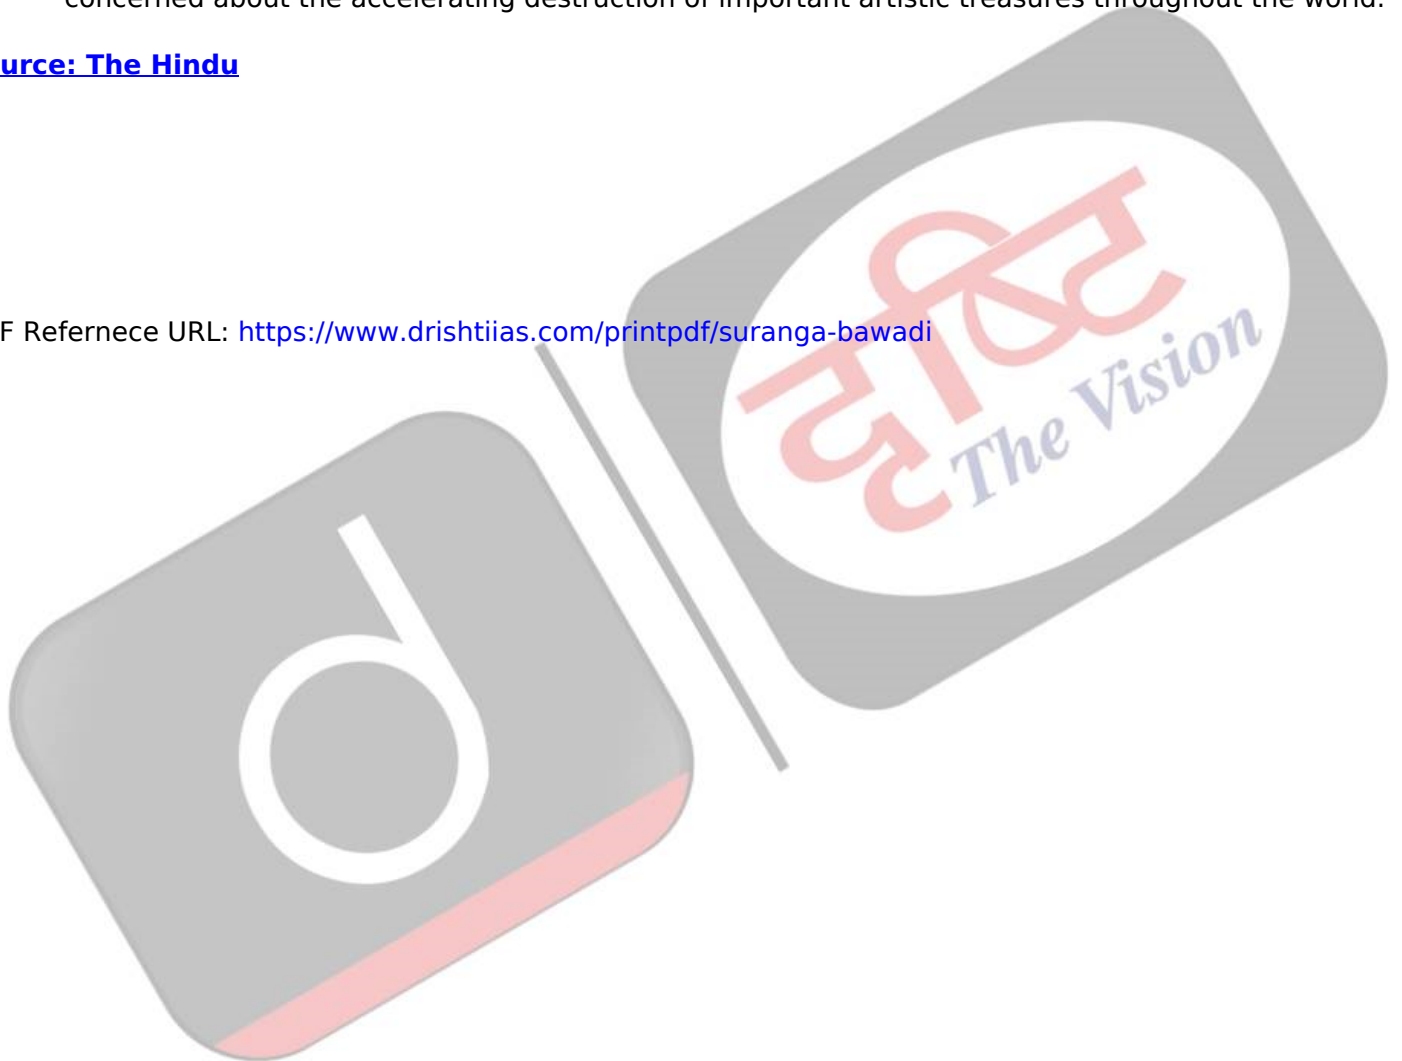 concerned about the accelerating destruction of important artistic treasures throughout the world.
urce: The Hindu
F Refernece URL: https://www.drishtiias.com/printpdf/suranga-bawadi
दृष्टि
The Vision
d